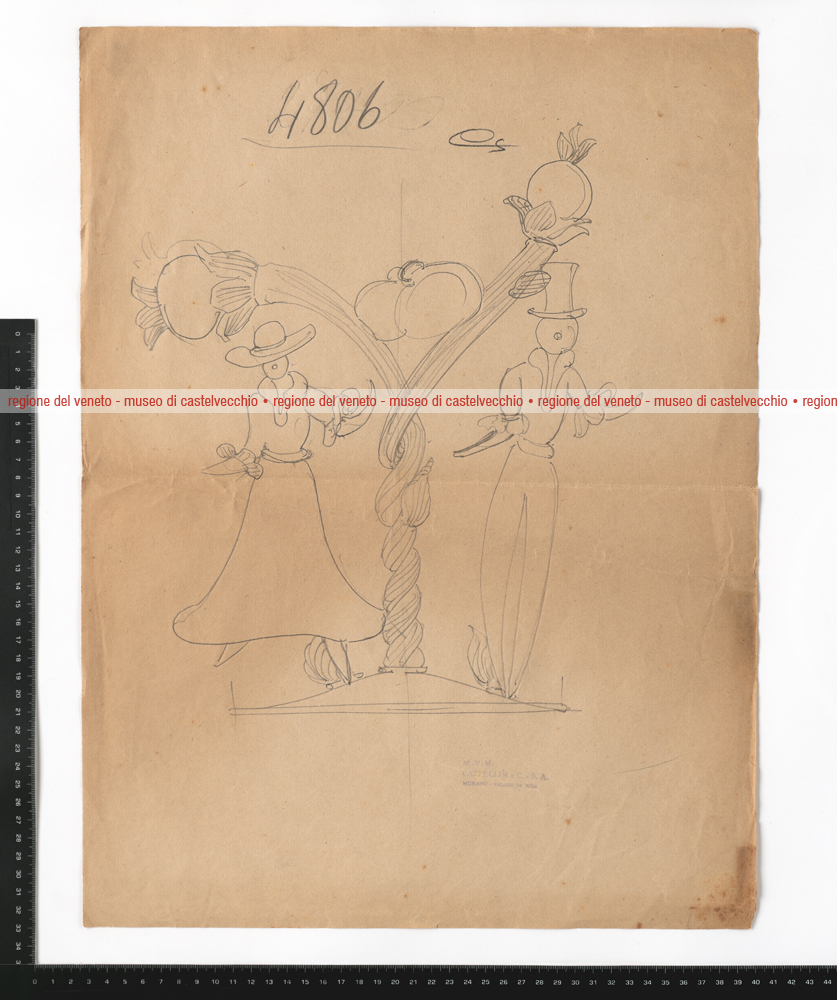 4806
regione del veneto - museo di castelvecchio • regione del veneto - museo di castelvecchio • regione del veneto - museo di castelvecchio • region
M.V.M.
0 1 2 3 4 5 6 7 8 9 10 11 12 13 14 15 16 17 18 19 20 21 22 23 24 25 26 27 28 29 30 31 32 33 34 3
0 1 2 3 4 5 6 7 8 9 10 11 12 13 14 15 16 17 18 19 20 21 22 23 24 25 26 27 28 29 30 31 32 33 34 35 36 37 38 39 40 41 42 43 44